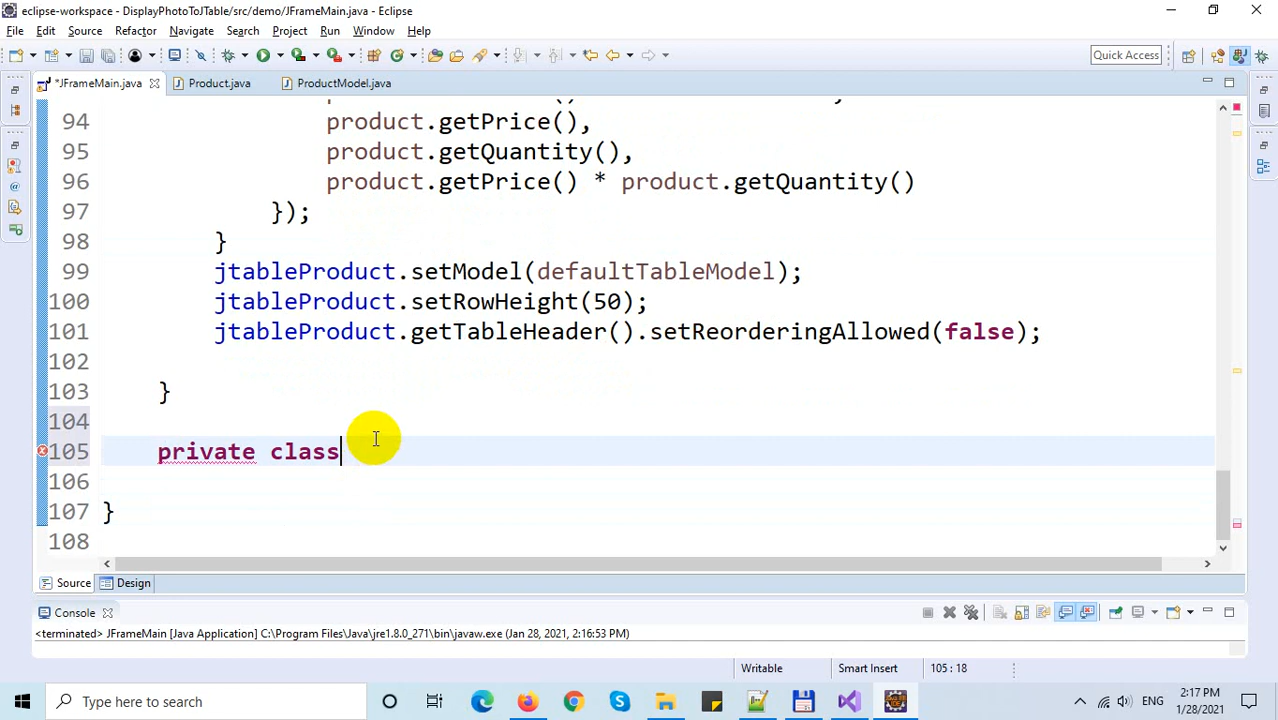 eclipse-workspace - DisplayPhotoToJTable/src/demo/JFrameMain.java - Eclipse
File Edit Source Refactor Navigate Search Project Run Window Help
Quick Access
*JFrameMain.java Product.java ProductModel.java
94 product.getPrice(),
95 product.getQuantity(),
96 product.getPrice() * product.getQuantity()
97 });
98 }
99 jtableProduct.setModel(defaultTableModel);
100 jtableProduct.setRowHeight(50);
101 jtableProduct.getTableHeader().setReorderingAllowed(false);
102
103 }
104
105 private class
106
107 }
108
Source Design
Console
<terminated> JFrameMain [Java Application] C:\Program Files\Java\jre1.8.0_271\bin\javaw.exe (Jan 28, 2021, 2:16:53 PM)
Writable Smart Insert 105 : 18
Type here to search
ENG
2:17 PM
1/28/2021